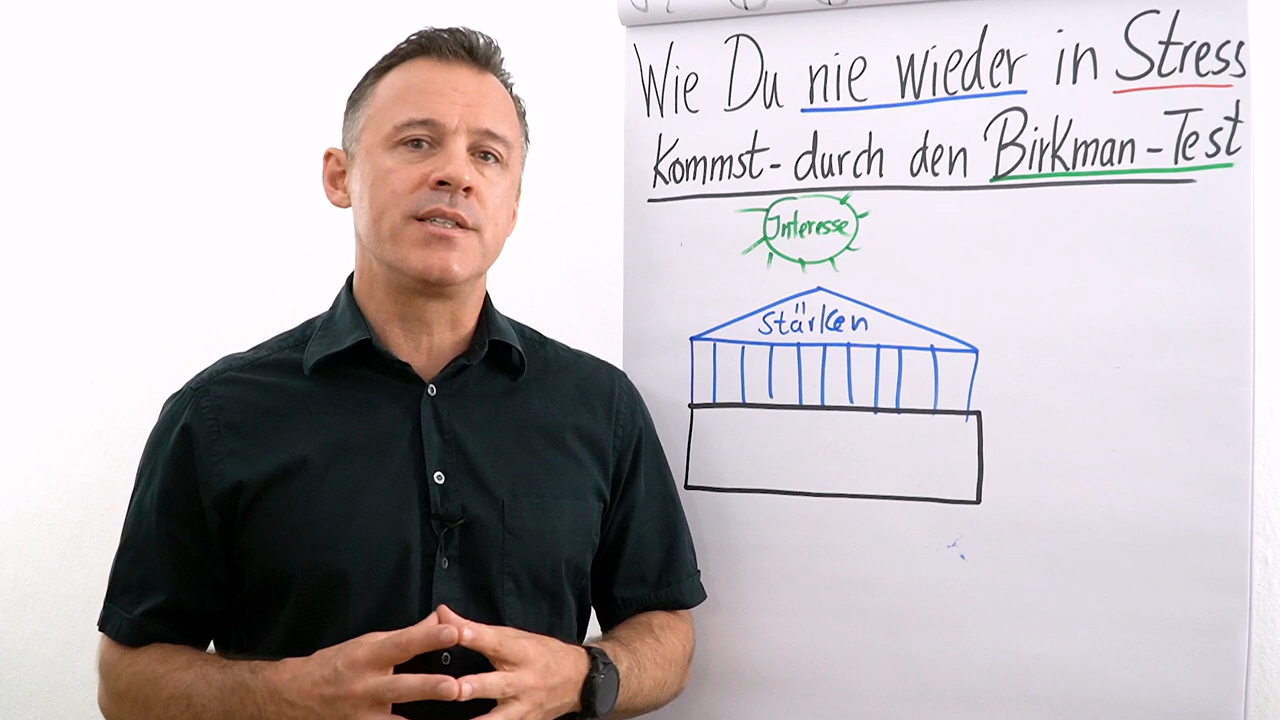 Wie Du nie wieder in Stress
kommst - durch den Birkman-Test
Interesse
Stärken